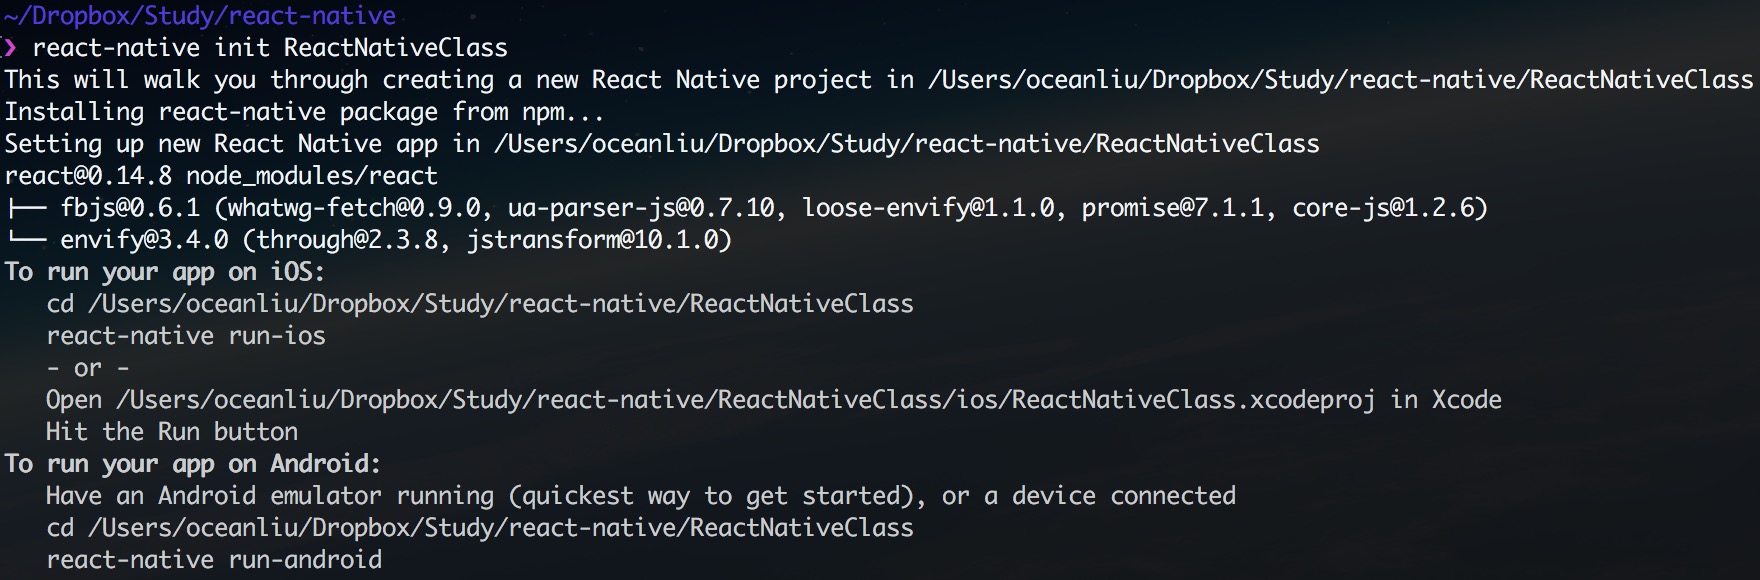 ~/Dropbox/Study/react-native
❯ react-native init ReactNativeClass
This will walk you through creating a new React Native project in /Users/oceanliu/Dropbox/Study/react-native/ReactNativeClass
Installing react-native package from npm...
Setting up new React Native app in /Users/oceanliu/Dropbox/Study/react-native/ReactNativeClass
react@0.14.8 node_modules/react
├── fbjs@0.6.1 (whatwg-fetch@0.9.0, ua-parser-js@0.7.10, loose-envify@1.1.0, promise@7.1.1, core-js@1.2.6)
└── envify@3.4.0 (through@2.3.8, jstransform@10.1.0)
To run your app on iOS:
   cd /Users/oceanliu/Dropbox/Study/react-native/ReactNativeClass
   react-native run-ios
   - or -
   Open /Users/oceanliu/Dropbox/Study/react-native/ReactNativeClass/ios/ReactNativeClass.xcodeproj in Xcode
   Hit the Run button
To run your app on Android:
   Have an Android emulator running (quickest way to get started), or a device connected
   cd /Users/oceanliu/Dropbox/Study/react-native/ReactNativeClass
   react-native run-android